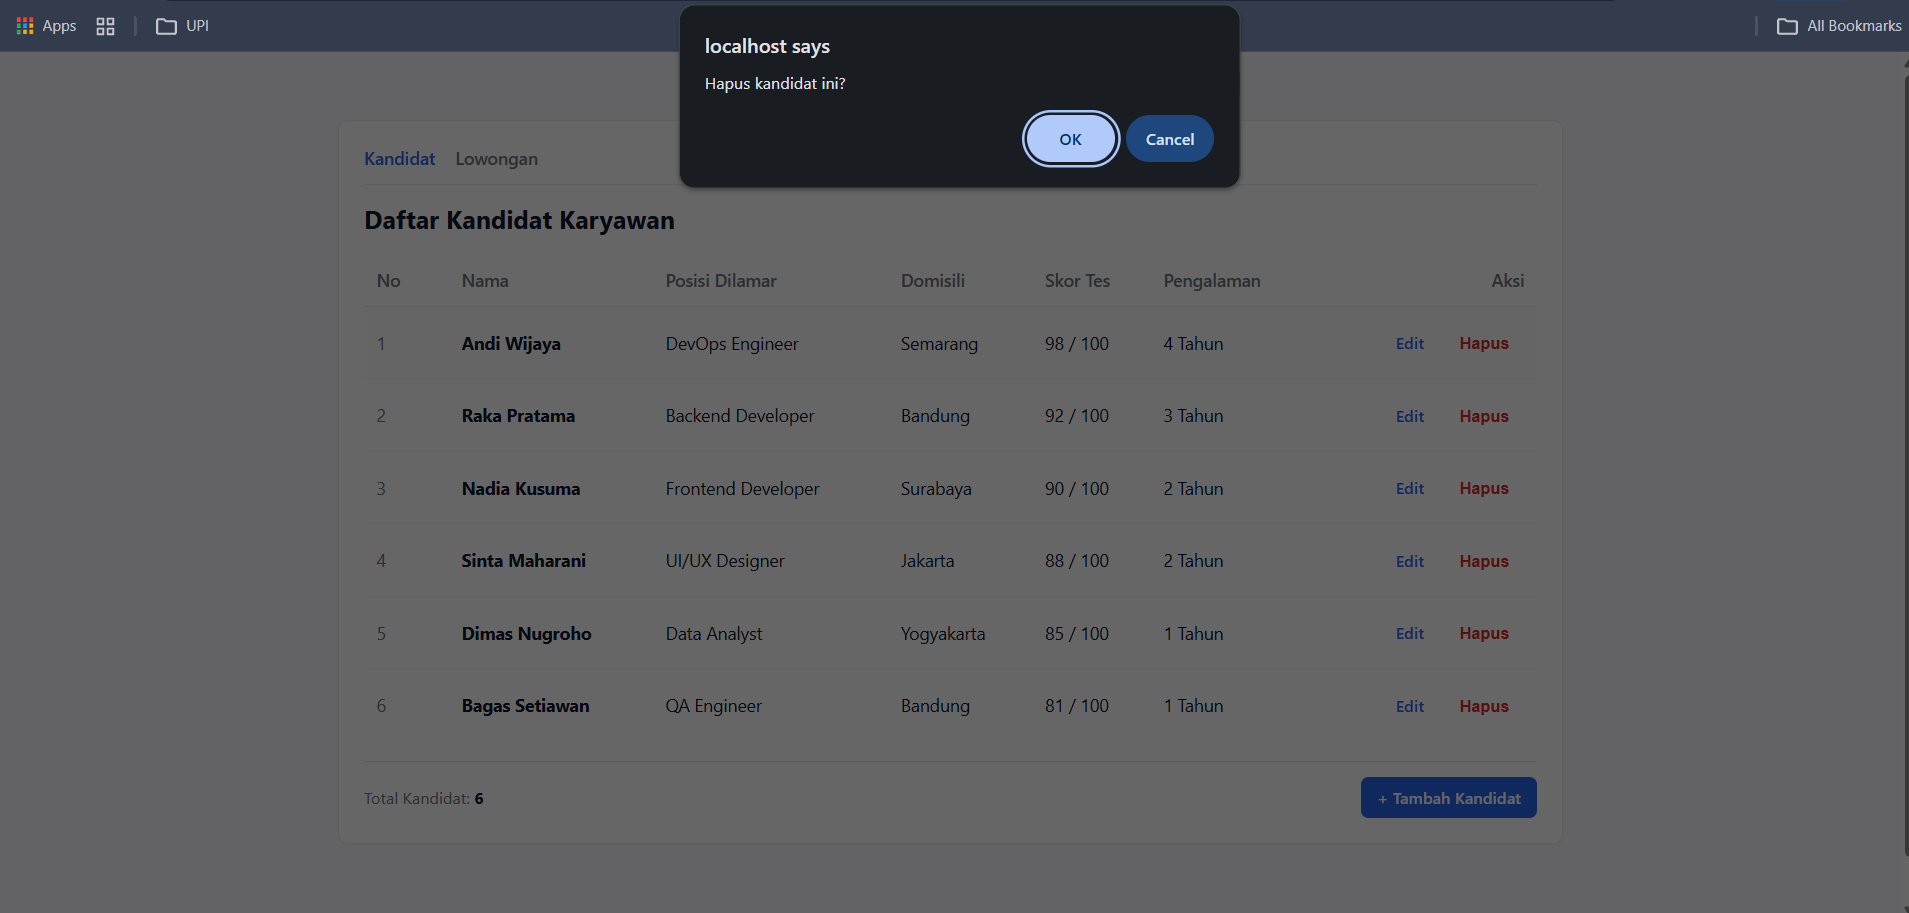 Apps UPI All Bookmarks
localhost says
Hapus kandidat ini?
OK Cancel
Kandidat Lowongan
Daftar Kandidat Karyawan
No Nama Posisi Dilamar Domisili Skor Tes Pengalaman Aksi
1 Andi Wijaya DevOps Engineer Semarang 98 / 100 4 Tahun Edit Hapus
2 Raka Pratama Backend Developer Bandung 92 / 100 3 Tahun Edit Hapus
3 Nadia Kusuma Frontend Developer Surabaya 90 / 100 2 Tahun Edit Hapus
4 Sinta Maharani UI/UX Designer Jakarta 88 / 100 2 Tahun Edit Hapus
5 Dimas Nugroho Data Analyst Yogyakarta 85 / 100 1 Tahun Edit Hapus
6 Bagas Setiawan QA Engineer Bandung 81 / 100 1 Tahun Edit Hapus
Total Kandidat: 6 + Tambah Kandidat